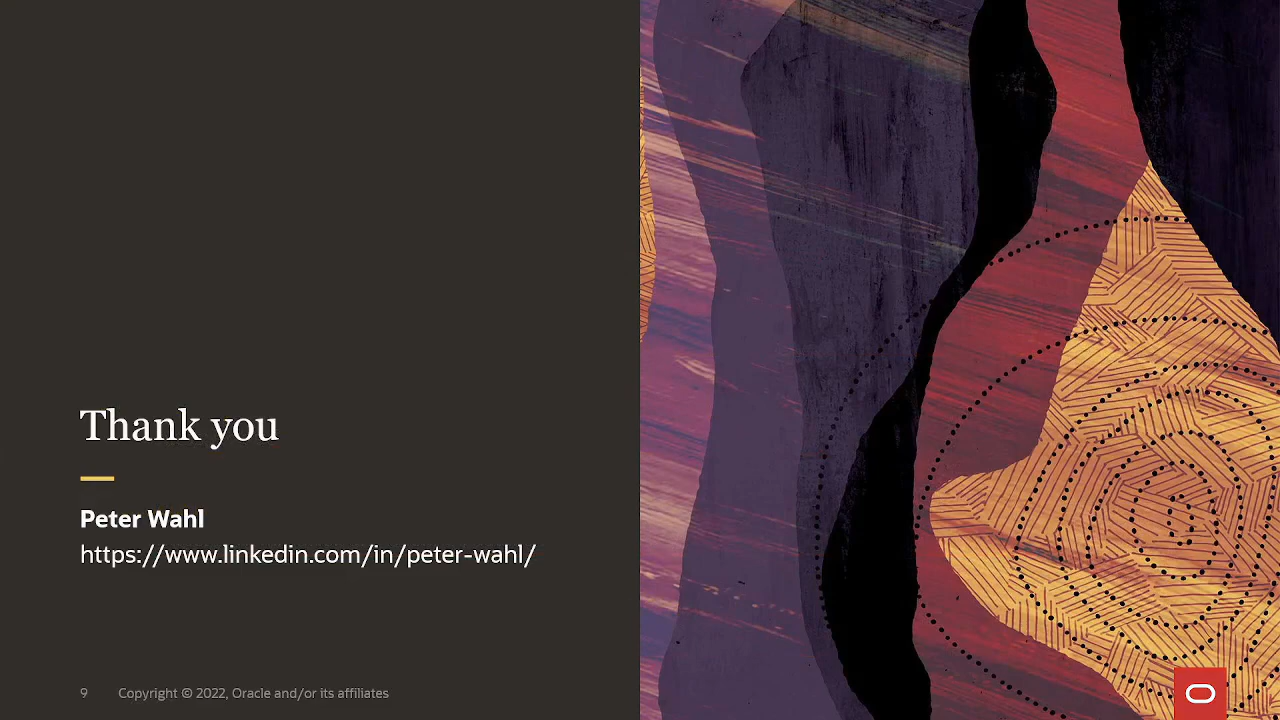 Thank you
Peter Wahl
https://www.linkedin.com/in/peter-wahl/
9 Copyright © 2022, Oracle and/or its affiliates